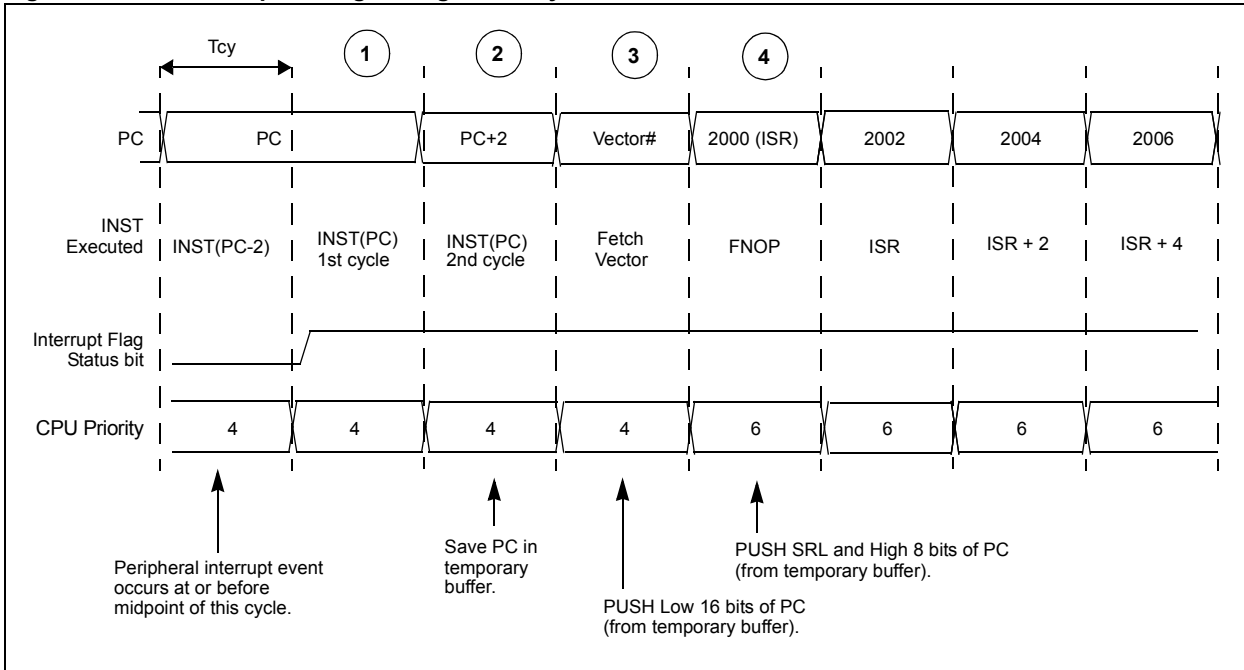 Tcy
1
2
3
4
PC
PC
PC+2
Vector#
2000 (ISR)
2002
2004
2006
INST
Executed
INST(PC-2)
INST(PC)
1st cycle
INST(PC)
2nd cycle
Fetch
Vector
FNOP
ISR
ISR + 2
ISR + 4
Interrupt Flag
Status bit
CPU Priority
4
4
4
4
6
6
6
6
Peripheral interrupt event
occurs at or before
midpoint of this cycle.
Save PC in
temporary
buffer.
PUSH Low 16 bits of PC
(from temporary buffer).
PUSH SRL and High 8 bits of PC
(from temporary buffer).